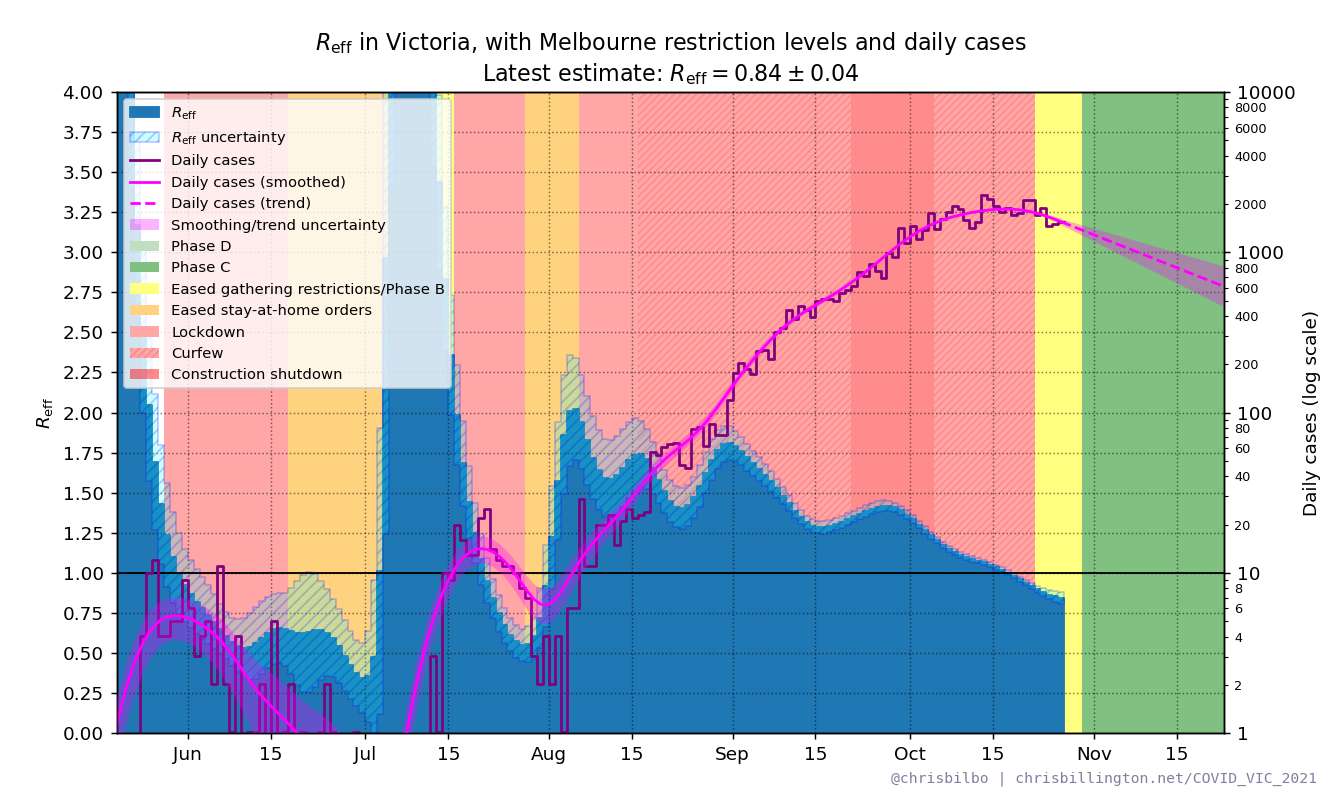 Reff in Victoria, with Melbourne restriction levels and daily cases
Latest estimate: Reff = 0.84 ± 0.04
4.00
3.75
3.50
3.25
3.00
2.75
2.50
2.25
2.00
1.75
1.50
1.25
1.00
0.75
0.50
0.25
0.00
Reff
Reff
Reff uncertainty
Daily cases
Daily cases (smoothed)
Daily cases (trend)
Smoothing/trend uncertainty
Phase D
Phase C
Eased gathering restrictions/Phase B
Eased stay-at-home orders
Lockdown
Curfew
Construction shutdown
10000
8000
6000
4000
2000
1000
800
600
400
200
100
80
60
40
20
10
8
6
4
2
1
Daily cases (log scale)
Jun 15 Jul 15 Aug 15 Sep 15 Oct 15 Nov 15
@chrisbilbo | chrisbillington.net/COVID_VIC_2021